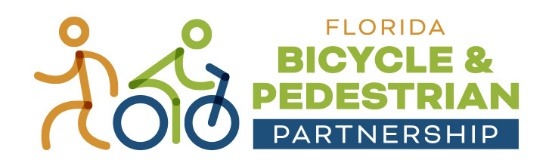 FLORIDA
BICYCLE &
PEDESTRIAN
PARTNERSHIP